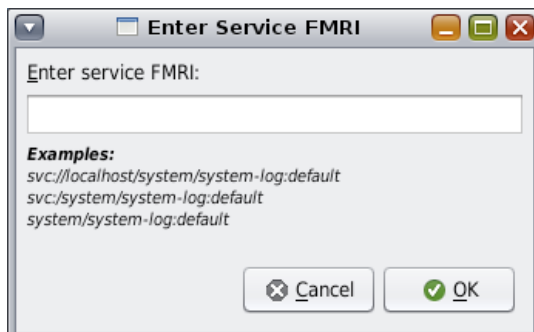 Enter Service FMRI
Enter service FMRI:
Examples:
svc://localhost/system/system-log:default
svc:/system/system-log:default
system/system-log:default
Cancel
OK